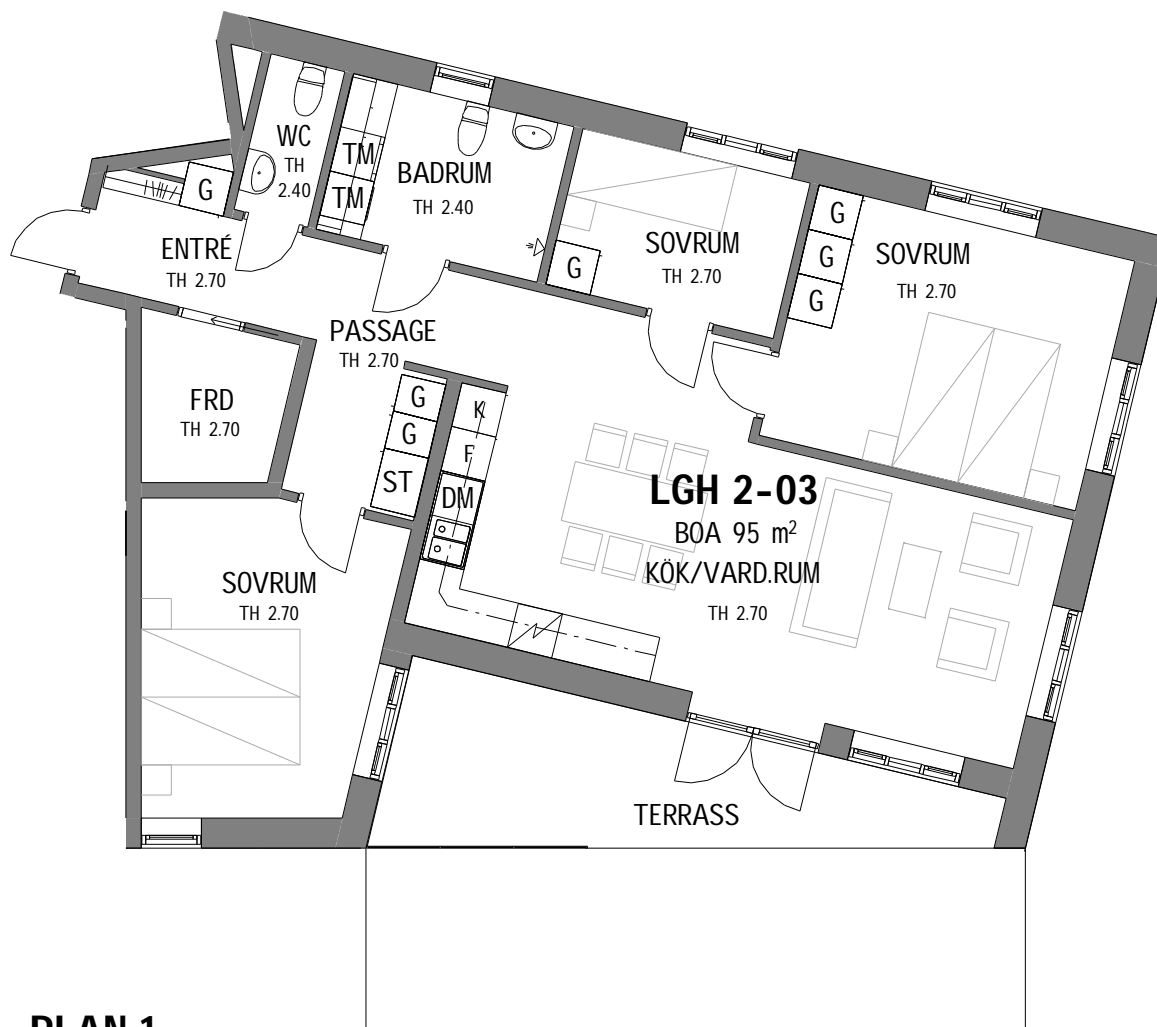 WC
TH
2.40
TM
TM
BADRUM
TH 2.40
G
ENTRÉ
TH 2.70
SOVRUM
TH 2.70
G
G
G
G
SOVRUM
TH 2.70
PASSAGE
TH 2.70
FRD
TH 2.70
G
G
ST
K
F
DM
LGH 2-03
BOA 95 m²
KÖK/VARD.RUM
TH 2.70
SOVRUM
TH 2.70
TERRASS
PLAN 1